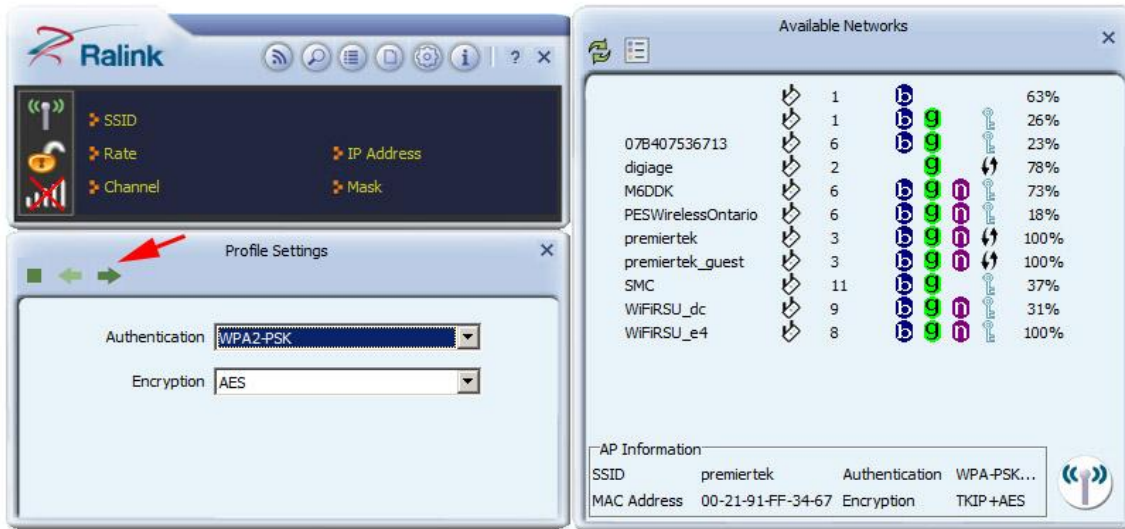 Ralink
? ×
SSID
Rate
IP Address
Channel
Mask
Profile Settings ×
Authentication WPA2-PSK
Encryption AES
Available Networks ×
1 b 63%
1 b g 26%
07B407536713 6 b g 23%
digiage 2 g 78%
M6DDK 6 b g n 73%
PESWirelessOntario 6 b g n 18%
premiertek 3 b g n 100%
premiertek_guest 3 b g n 100%
SMC 11 b g 37%
WiFiRSU_dc 9 b g n 31%
WiFiRSU_e4 8 b g n 100%
AP Information
SSID premiertek Authentication WPA-PSK...
MAC Address 00-21-91-FF-34-67 Encryption TKIP+AES